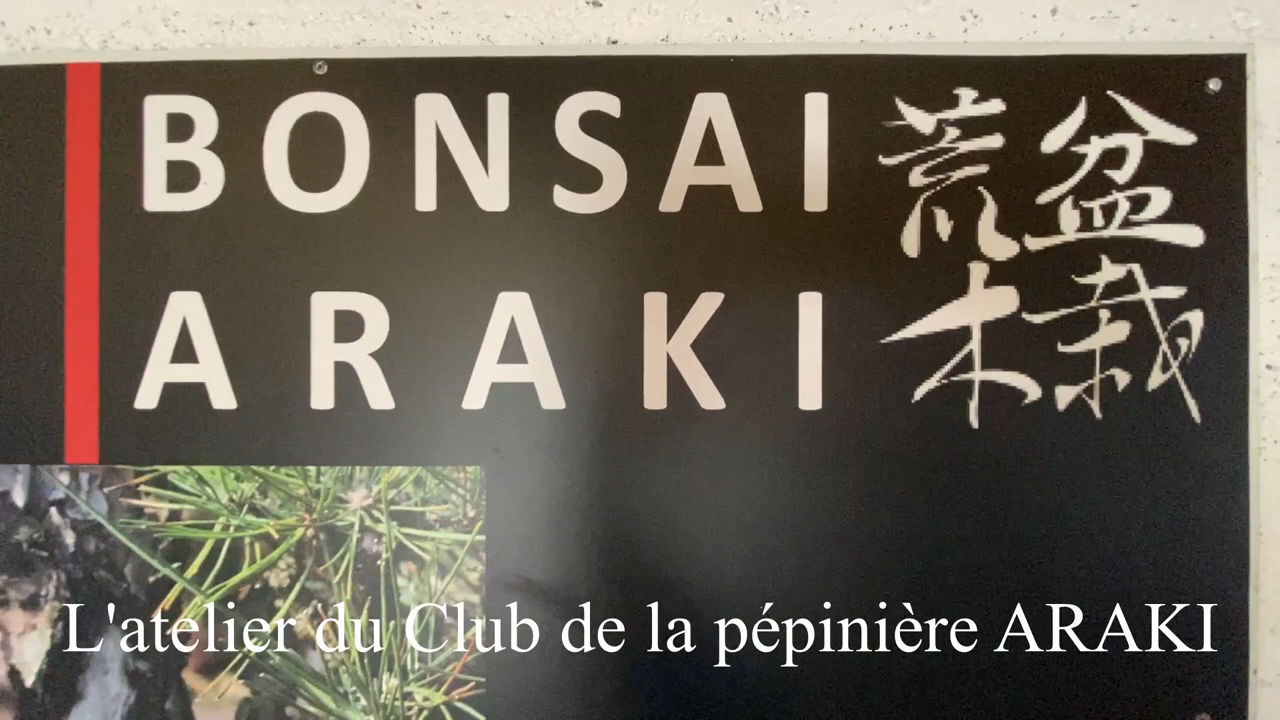 BONSAI
ARAKI
盆栽
荒木
L'atelier du Club de la pépinière ARAKI